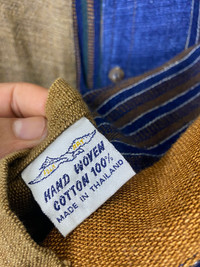 HAND WOVEN
COTTON 100%
MADE IN THAILAND